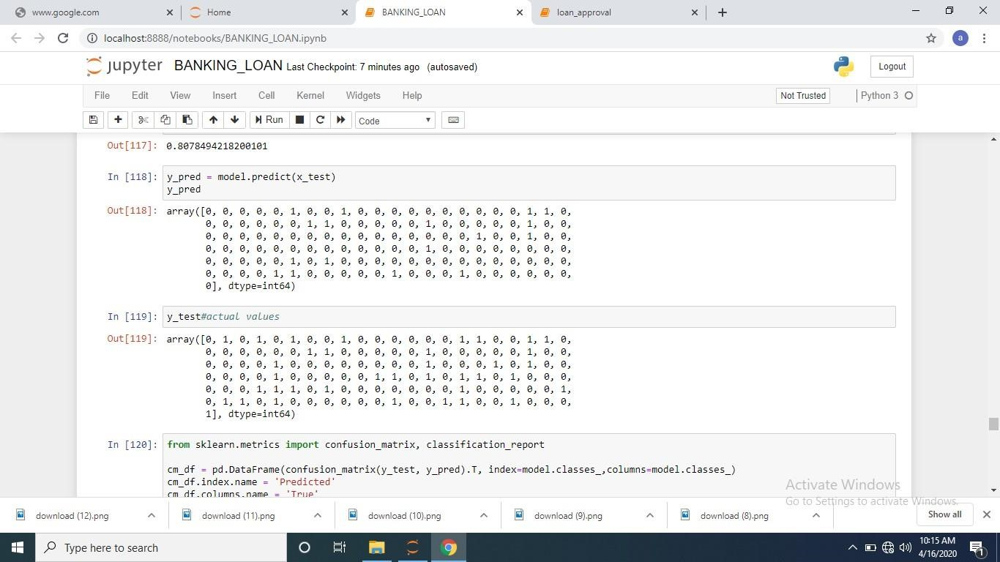 www.google.com × Home × BANKING_LOAN × loan_approval × +
localhost:8888/notebooks/BANKING_LOAN.ipynb a
jupyter BANKING_LOAN Last Checkpoint: 7 minutes ago (autosaved) Logout
File Edit View Insert Cell Kernel Widgets Help Not Trusted Python 3
Run Code
Out[117]: 0.8078494218200101
In [118]: y_pred = model.predict(x_test)
y_pred
Out[118]: array([0, 0, 0, 0, 0, 1, 0, 0, 1, 0, 0, 0, 0, 0, 0, 0, 0, 0, 0, 1, 1, 0,
0, 0, 0, 0, 0, 0, 1, 1, 0, 0, 0, 0, 0, 1, 0, 0, 0, 0, 0, 1, 0, 0,
0, 0, 0, 0, 0, 0, 0, 0, 0, 0, 0, 0, 0, 0, 0, 0, 1, 0, 0, 1, 0, 0,
0, 0, 0, 0, 0, 0, 0, 0, 0, 0, 0, 0, 0, 1, 0, 0, 0, 0, 0, 0, 0, 0,
0, 0, 0, 0, 0, 1, 0, 1, 0, 0, 0, 0, 0, 0, 0, 0, 0, 0, 0, 0, 0, 0,
0, 0, 0, 0, 1, 1, 0, 0, 0, 0, 0, 1, 0, 0, 0, 1, 0, 0, 0, 0, 0, 0,
0], dtype=int64)
In [119]: y_test#actual values
Out[119]: array([0, 1, 0, 1, 0, 1, 0, 0, 1, 0, 0, 0, 0, 0, 0, 1, 1, 0, 0, 1, 1, 0,
0, 0, 0, 0, 0, 0, 1, 1, 0, 0, 0, 0, 0, 1, 0, 0, 0, 0, 0, 1, 0, 0,
0, 0, 0, 0, 1, 0, 0, 0, 0, 0, 0, 0, 0, 1, 0, 0, 0, 1, 0, 1, 0, 0,
0, 0, 0, 0, 1, 0, 0, 0, 0, 0, 1, 1, 0, 1, 0, 1, 1, 0, 1, 0, 0, 0,
0, 0, 0, 1, 1, 1, 0, 1, 0, 0, 0, 0, 0, 0, 0, 1, 0, 0, 0, 0, 0, 1,
0, 1, 1, 0, 1, 0, 0, 0, 0, 0, 0, 1, 0, 0, 1, 1, 0, 0, 1, 0, 0, 0,
1], dtype=int64)
In [120]: from sklearn.metrics import confusion_matrix, classification_report
cm_df = pd.DataFrame(confusion_matrix(y_test, y_pred).T, index=model.classes_,columns=model.classes_)
cm_df.index.name = 'Predicted'
cm_df.columns.name = 'True'
Activate Windows
Go to Settings to activate Windows.
download (12).png download (11).png download (10).png download (9).png download (8).png Show all ×
Type here to search
10:15 AM
4/16/2020
1